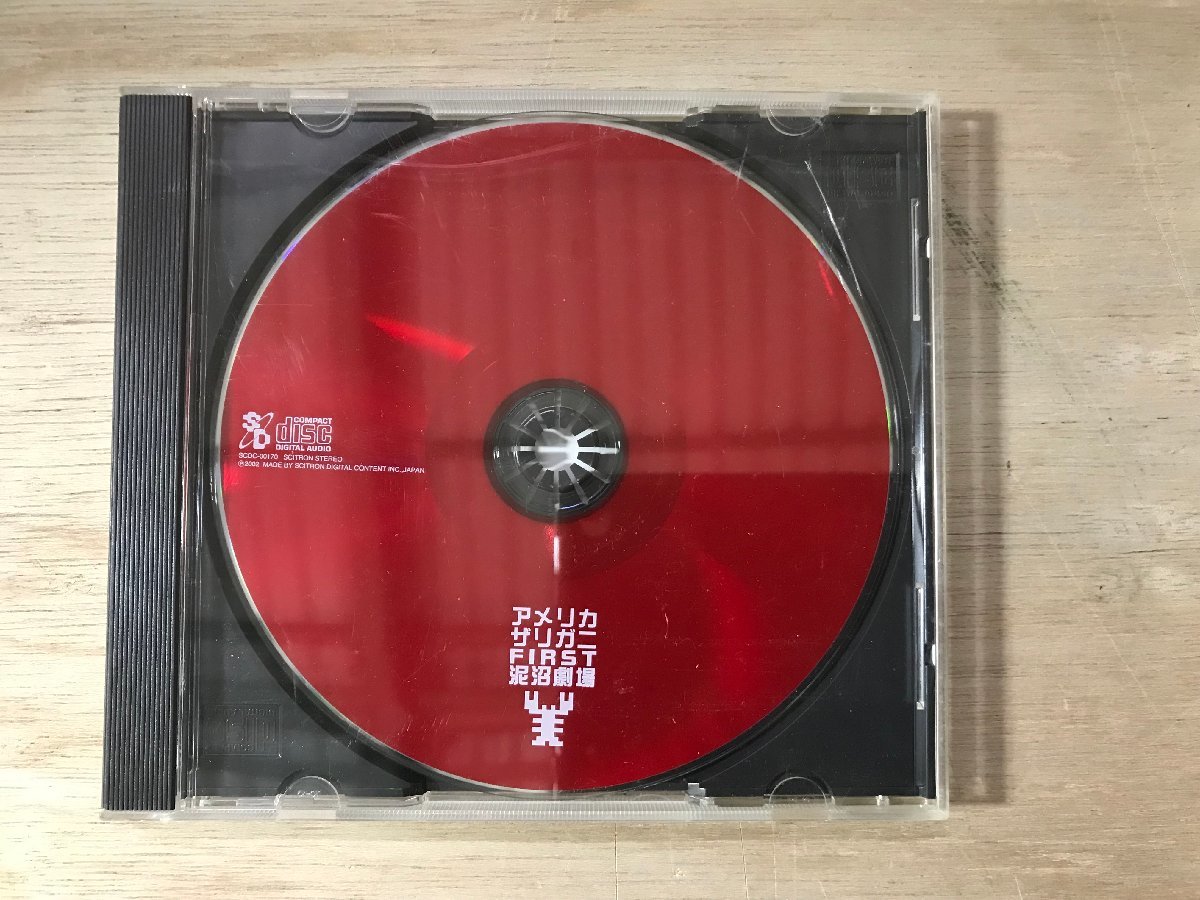 SD
COMPACT
disc
DIGITAL AUDIO
SCDC-00170 SCITRON STEREO
℗2002 MADE BY SCITRON DIGITAL CONTENT INC.,JAPAN
アメリカ
ザリガニ
FIRST
泥沼劇場